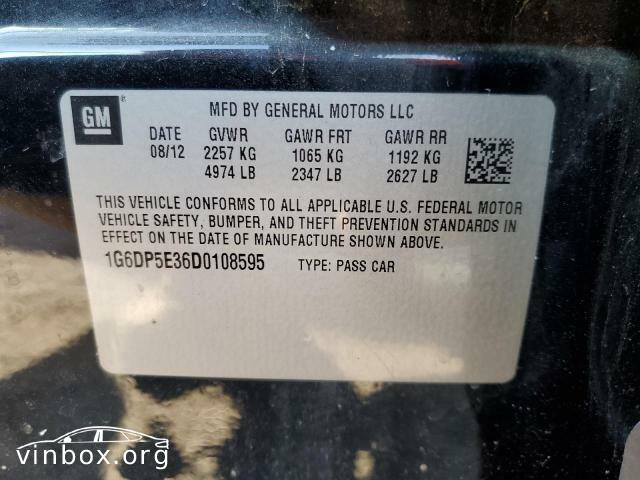 GM
MFD BY GENERAL MOTORS LLC
DATE GVWR GAWR FRT GAWR RR
08/12 2257 KG 1065 KG 1192 KG
4974 LB 2347 LB 2627 LB
THIS VEHICLE CONFORMS TO ALL APPLICABLE U.S. FEDERAL MOTOR
VEHICLE SAFETY, BUMPER, AND THEFT PREVENTION STANDARDS IN
EFFECT ON THE DATE OF MANUFACTURE SHOWN ABOVE.
1G6DP5E36D0108595 TYPE: PASS CAR
vinbox.org